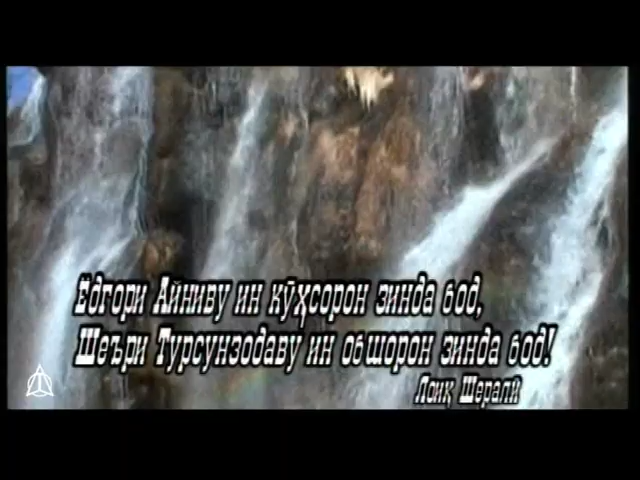 Ёдгори Айниву ин кӯҳсорон зинда бод,
Шеъри Турсунзодаву ин обшорон зинда бод!
Лоиқ Шералӣ